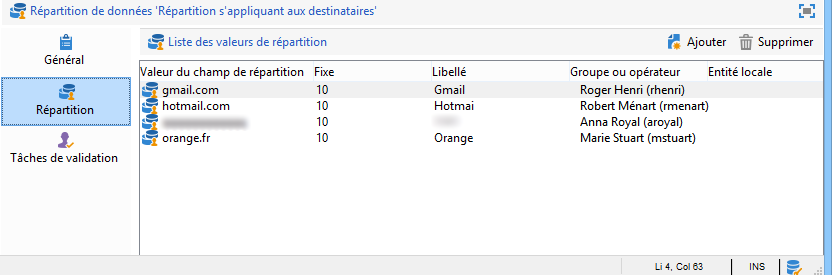 Répartition de données 'Répartition s'appliquant aux destinataires'
Général
Répartition
Tâches de validation
Liste des valeurs de répartition Ajouter Supprimer
Valeur du champ de répartition Fixe Libellé Groupe ou opérateur Entité locale
gmail.com 10 Gmail Roger Henri (rhenri)
hotmail.com 10 Hotmai Robert Ménart (rmenart)
10 Anna Royal (aroyal)
orange.fr 10 Orange Marie Stuart (mstuart)
Li 4, Col 63 INS